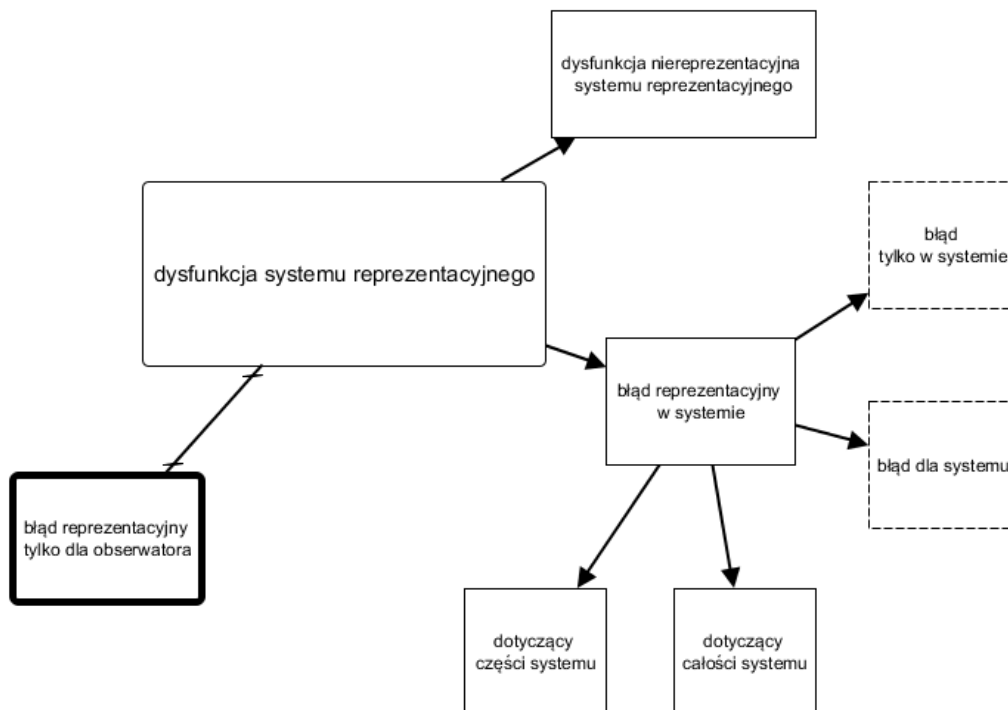 dysfunkcja niereprezentacyjna
systemu reprezentacyjnego
dysfunkcja systemu reprezentacyjnego
błąd
tylko w systemie
błąd reprezentacyjny
w systemie
błąd dla systemu
błąd reprezentacyjny
tylko dla obserwatora
dotyczący
części systemu
dotyczący
całości systemu